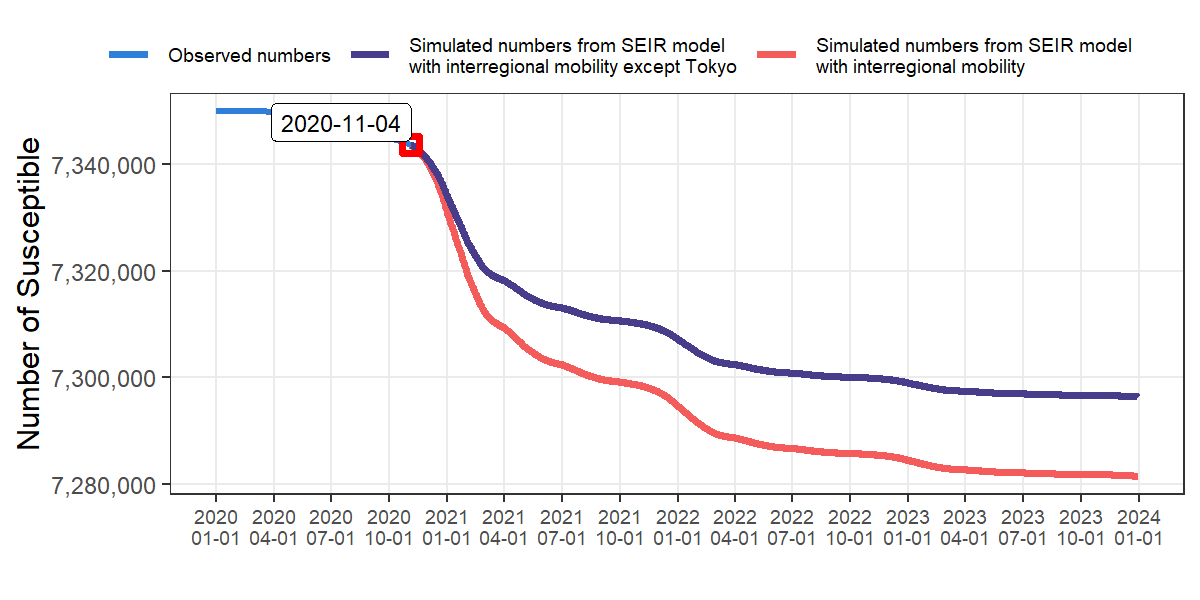 Observed numbers
Simulated numbers from SEIR model
with interregional mobility except Tokyo
Simulated numbers from SEIR model
with interregional mobility
2020-11-04
Number of Susceptible
7,340,000
7,320,000
7,300,000
7,280,000
2020 2020 2020 2020 2021 2021 2021 2021 2022 2022 2022 2022 2023 2023 2023 2023 2024
01-01 04-01 07-01 10-01 01-01 04-01 07-01 10-01 01-01 04-01 07-01 10-01 01-01 04-01 07-01 10-01 01-01